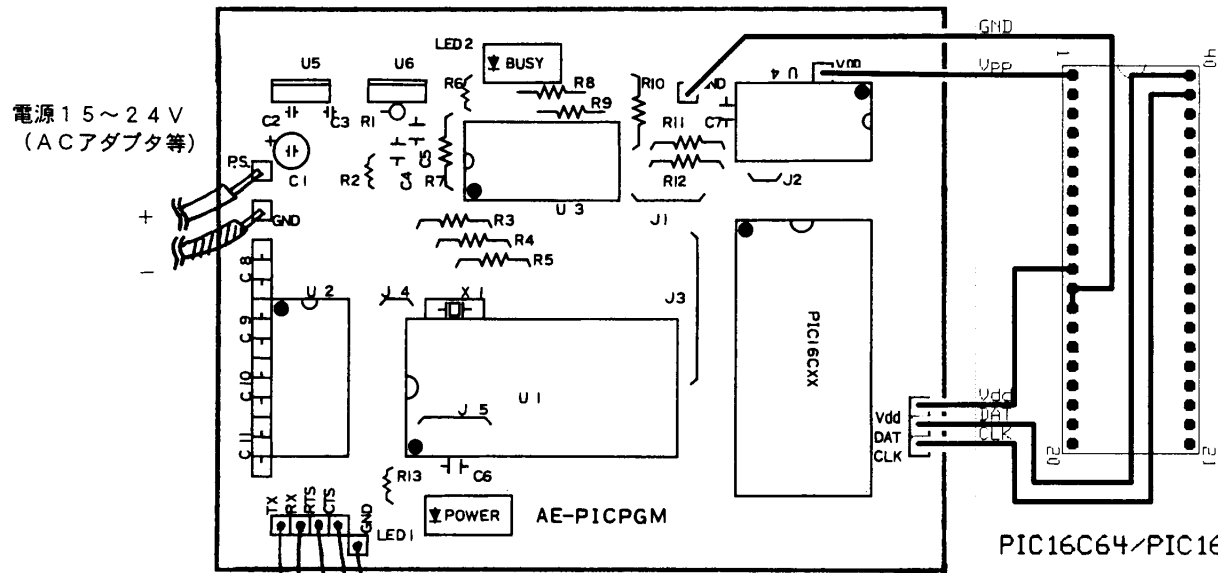 電源１５～２４Ｖ
（ＡＣアダプタ等）
P.S.
+
GND
-
U5
U6
LED2
BUSY
C2
C3
R1
R6
R8
R9
R10
GND
U4
VDD
C1
R2
C4
C5
R7
R11
C7
R12
J2
U3
J1
R3
R4
R5
C8
C9
C10
C11
U2
J4
X1
J3
U1
J5
PIC16CXX
Vdd
DAT
CLK
R13
C6
TX
RX
RTS
CTS
GND
LED1
POWER
AE-PICPGM
GND
Vpp
Vdd
DAT
CLK
1
40
20
21
PIC16C64/PIC16